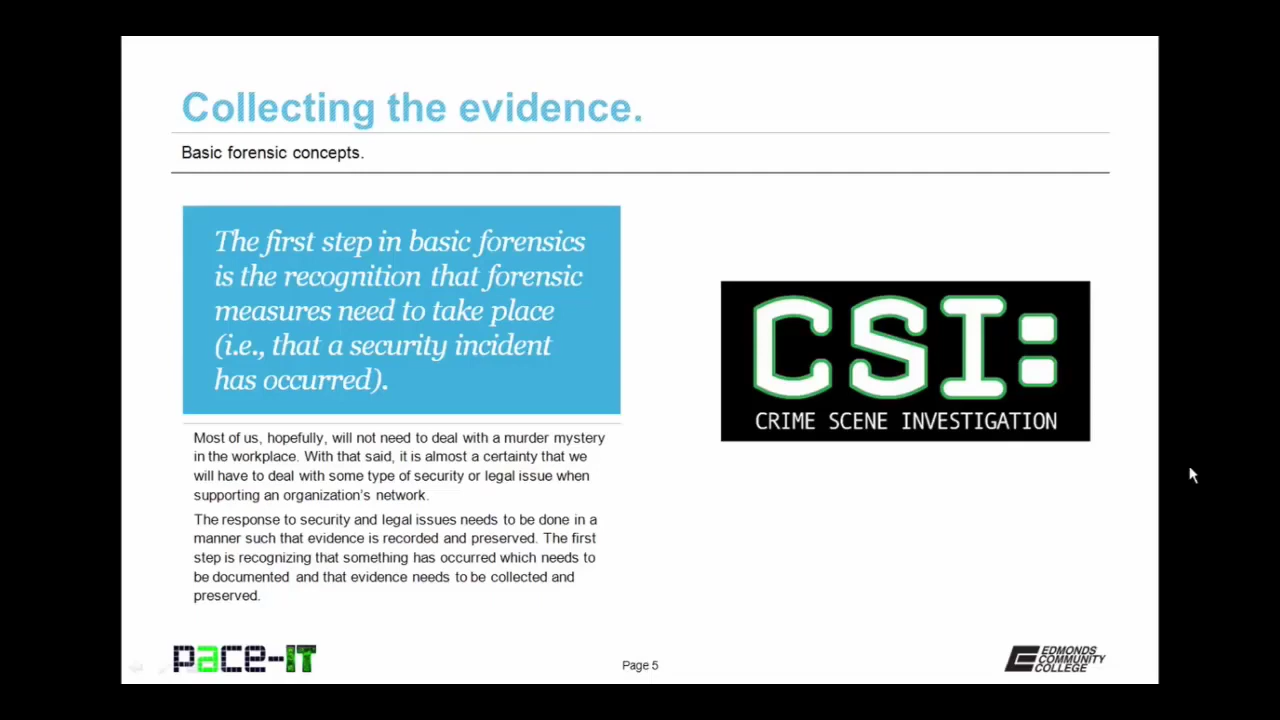 Collecting the evidence.
Basic forensic concepts.
The first step in basic forensics
is the recognition that forensic
measures need to take place
(i.e., that a security incident
has occurred).
Most of us, hopefully, will not need to deal with a murder mystery
in the workplace. With that said, it is almost a certainty that we
will have to deal with some type of security or legal issue when
supporting an organization's network.
The response to security and legal issues needs to be done in a
manner such that evidence is recorded and preserved. The first
step is recognizing that something has occurred which needs to
be documented and that evidence needs to be collected and
preserved.
CSI:
CRIME SCENE INVESTIGATION
pace-IT
Page 5
EDMONDS
COMMUNITY
COLLEGE